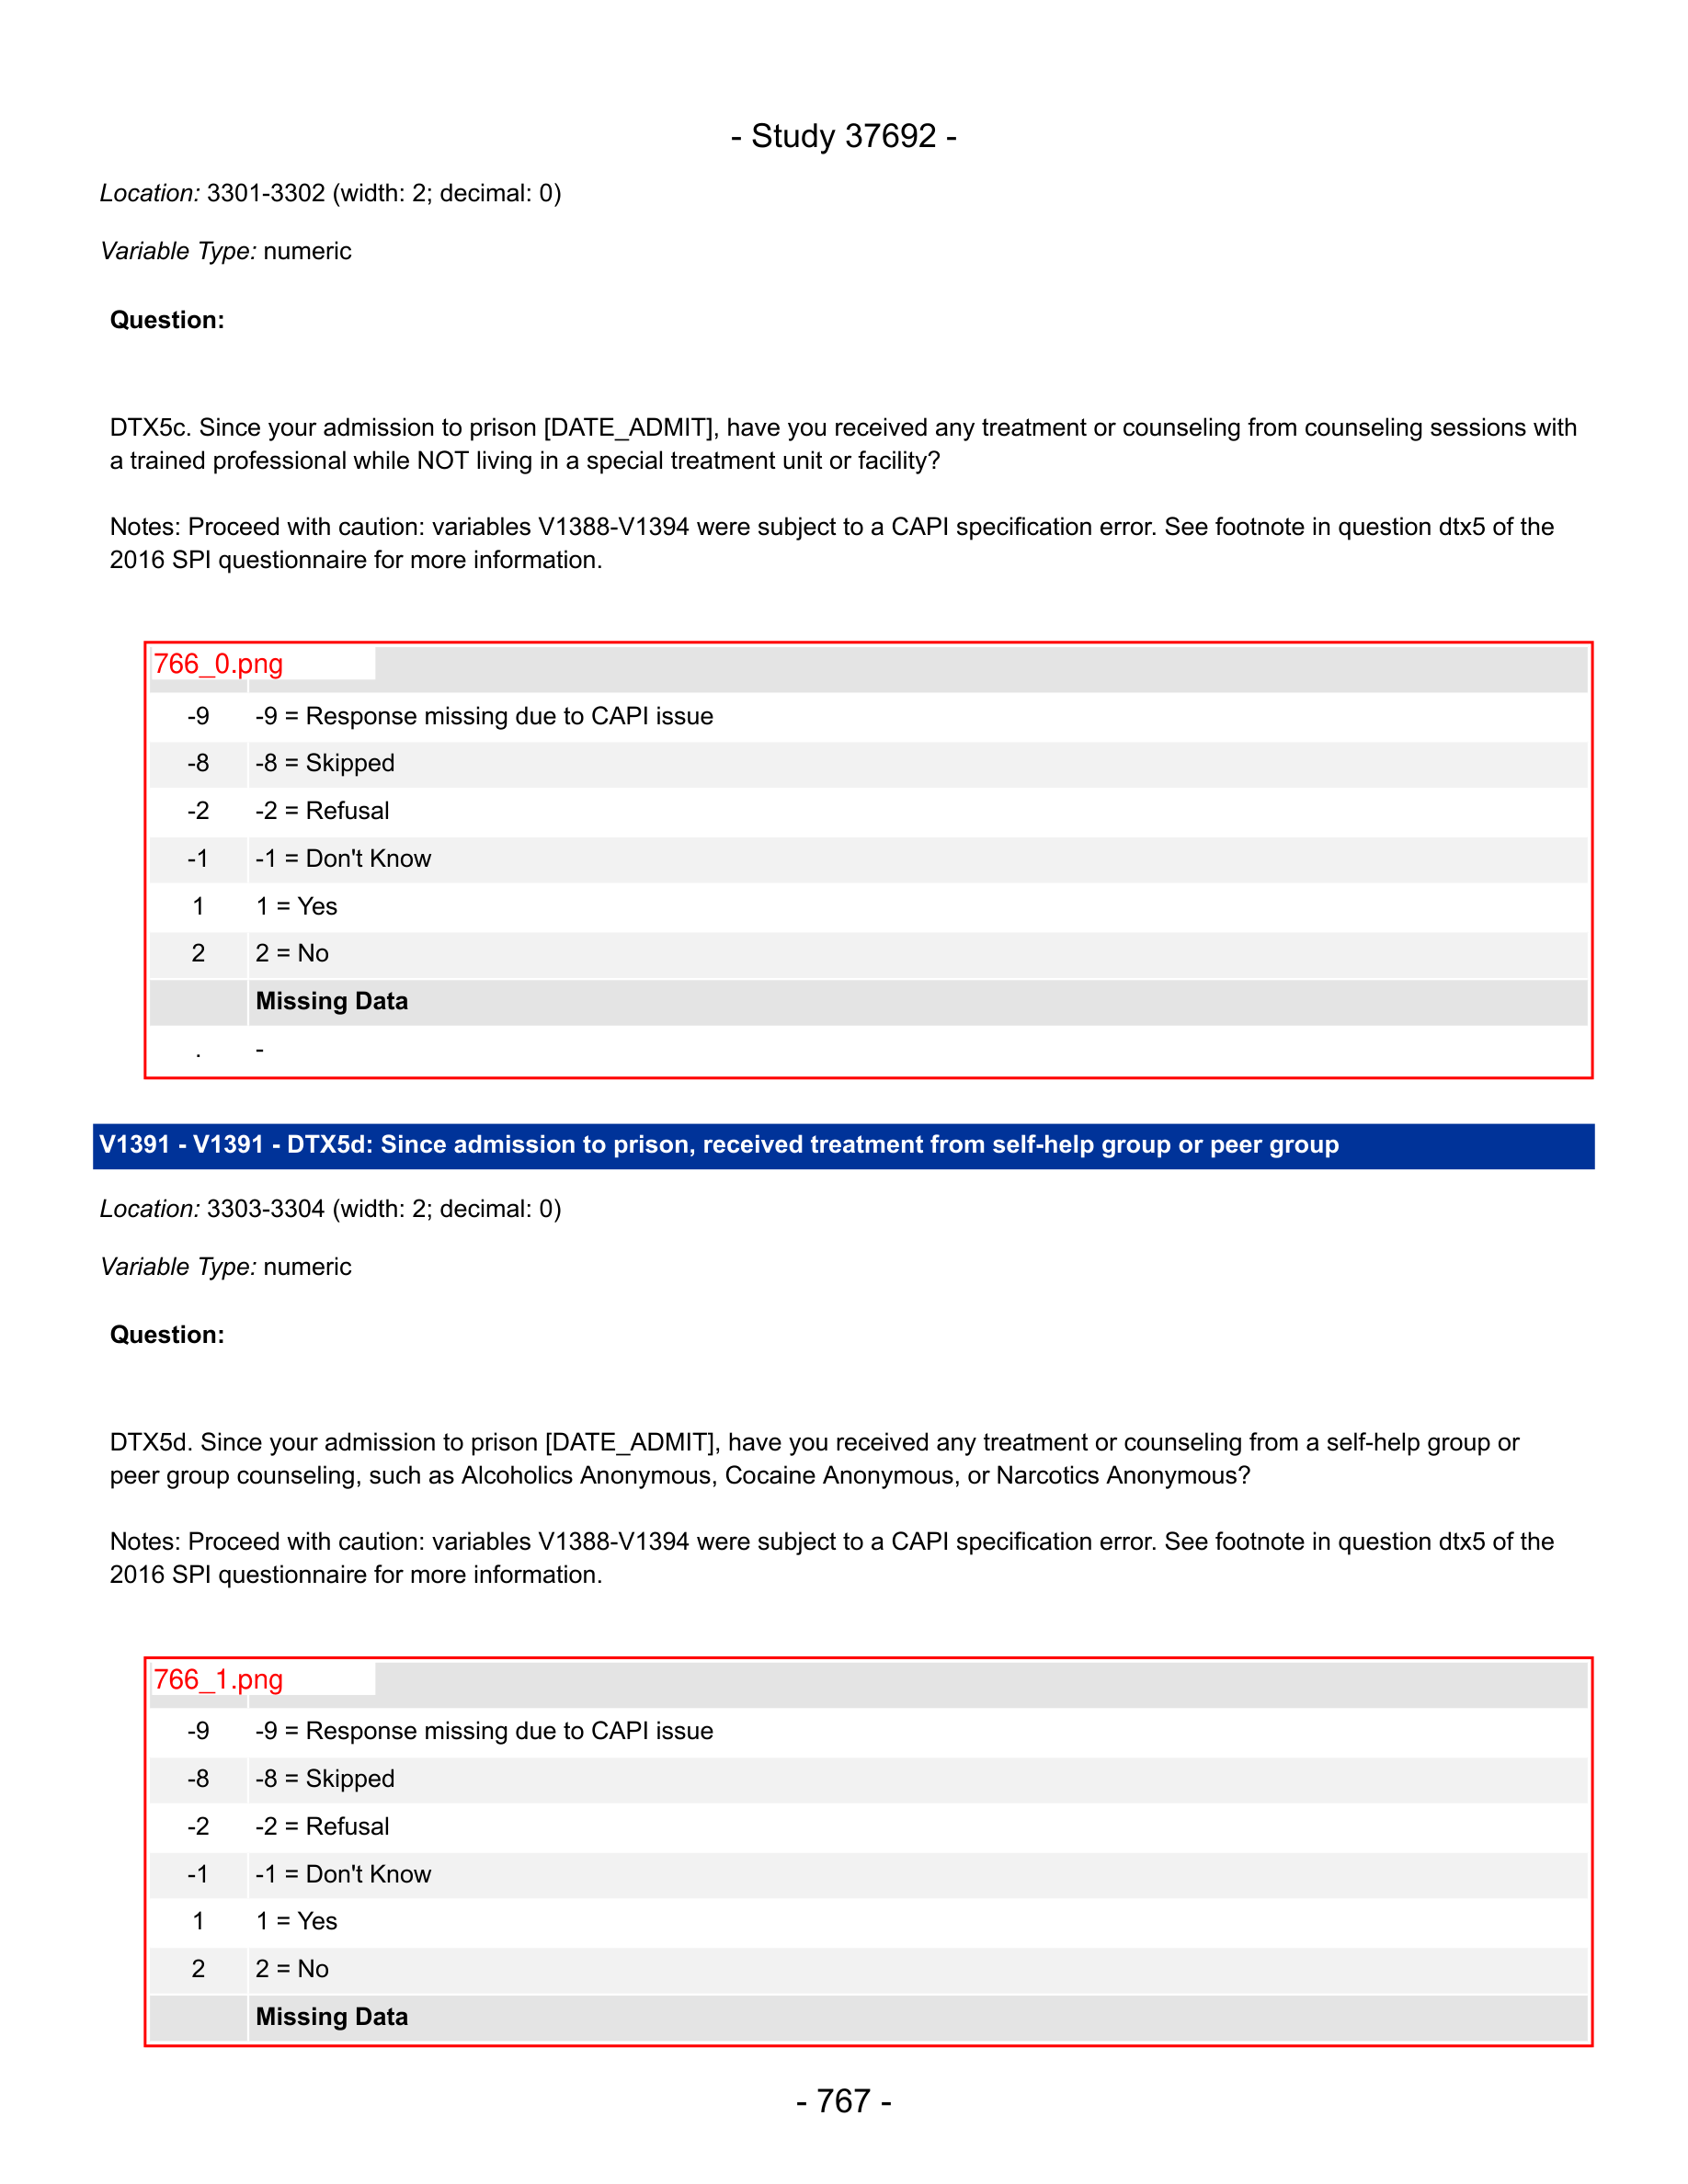 - Study 37692 -
Location: 3301-3302 (width: 2; decimal: 0)
Variable Type: numeric
Question:
DTX5c. Since your admission to prison [DATE_ADMIT], have you received any treatment or counseling from counseling sessions with
a trained professional while NOT living in a special treatment unit or facility?
Notes: Proceed with caution: variables V1388-V1394 were subject to a CAPI specification error. See footnote in question dtx5 of the
2016 SPI questionnaire for more information.
766_0.png
-9 -9 = Response missing due to CAPI issue
-8 -8 = Skipped
-2 -2 = Refusal
-1 -1 = Don't Know
1 1 = Yes
2 2 = No
Missing Data
. -
V1391 - V1391 - DTX5d: Since admission to prison, received treatment from self-help group or peer group
Location: 3303-3304 (width: 2; decimal: 0)
Variable Type: numeric
Question:
DTX5d. Since your admission to prison [DATE_ADMIT], have you received any treatment or counseling from a self-help group or
peer group counseling, such as Alcoholics Anonymous, Cocaine Anonymous, or Narcotics Anonymous?
Notes: Proceed with caution: variables V1388-V1394 were subject to a CAPI specification error. See footnote in question dtx5 of the
2016 SPI questionnaire for more information.
766_1.png
-9 -9 = Response missing due to CAPI issue
-8 -8 = Skipped
-2 -2 = Refusal
-1 -1 = Don't Know
1 1 = Yes
2 2 = No
Missing Data
- 767 -